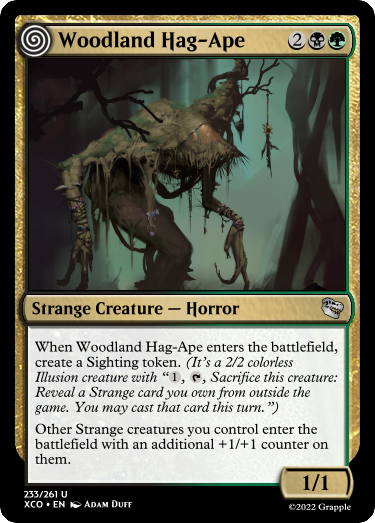 Woodland Hag-Ape 2
Strange Creature — Horror
When Woodland Hag-Ape enters the battlefield,
create a Sighting token. (It's a 2/2 colorless
Illusion creature with “1, , Sacrifice this creature:
Reveal a Strange card you own from outside the
game. You may cast that card this turn.”)
Other Strange creatures you control enter the
battlefield with an additional +1/+1 counter on
them.
1/1
233/261 U
XCO • EN Adam Duff
©2022 Grapple